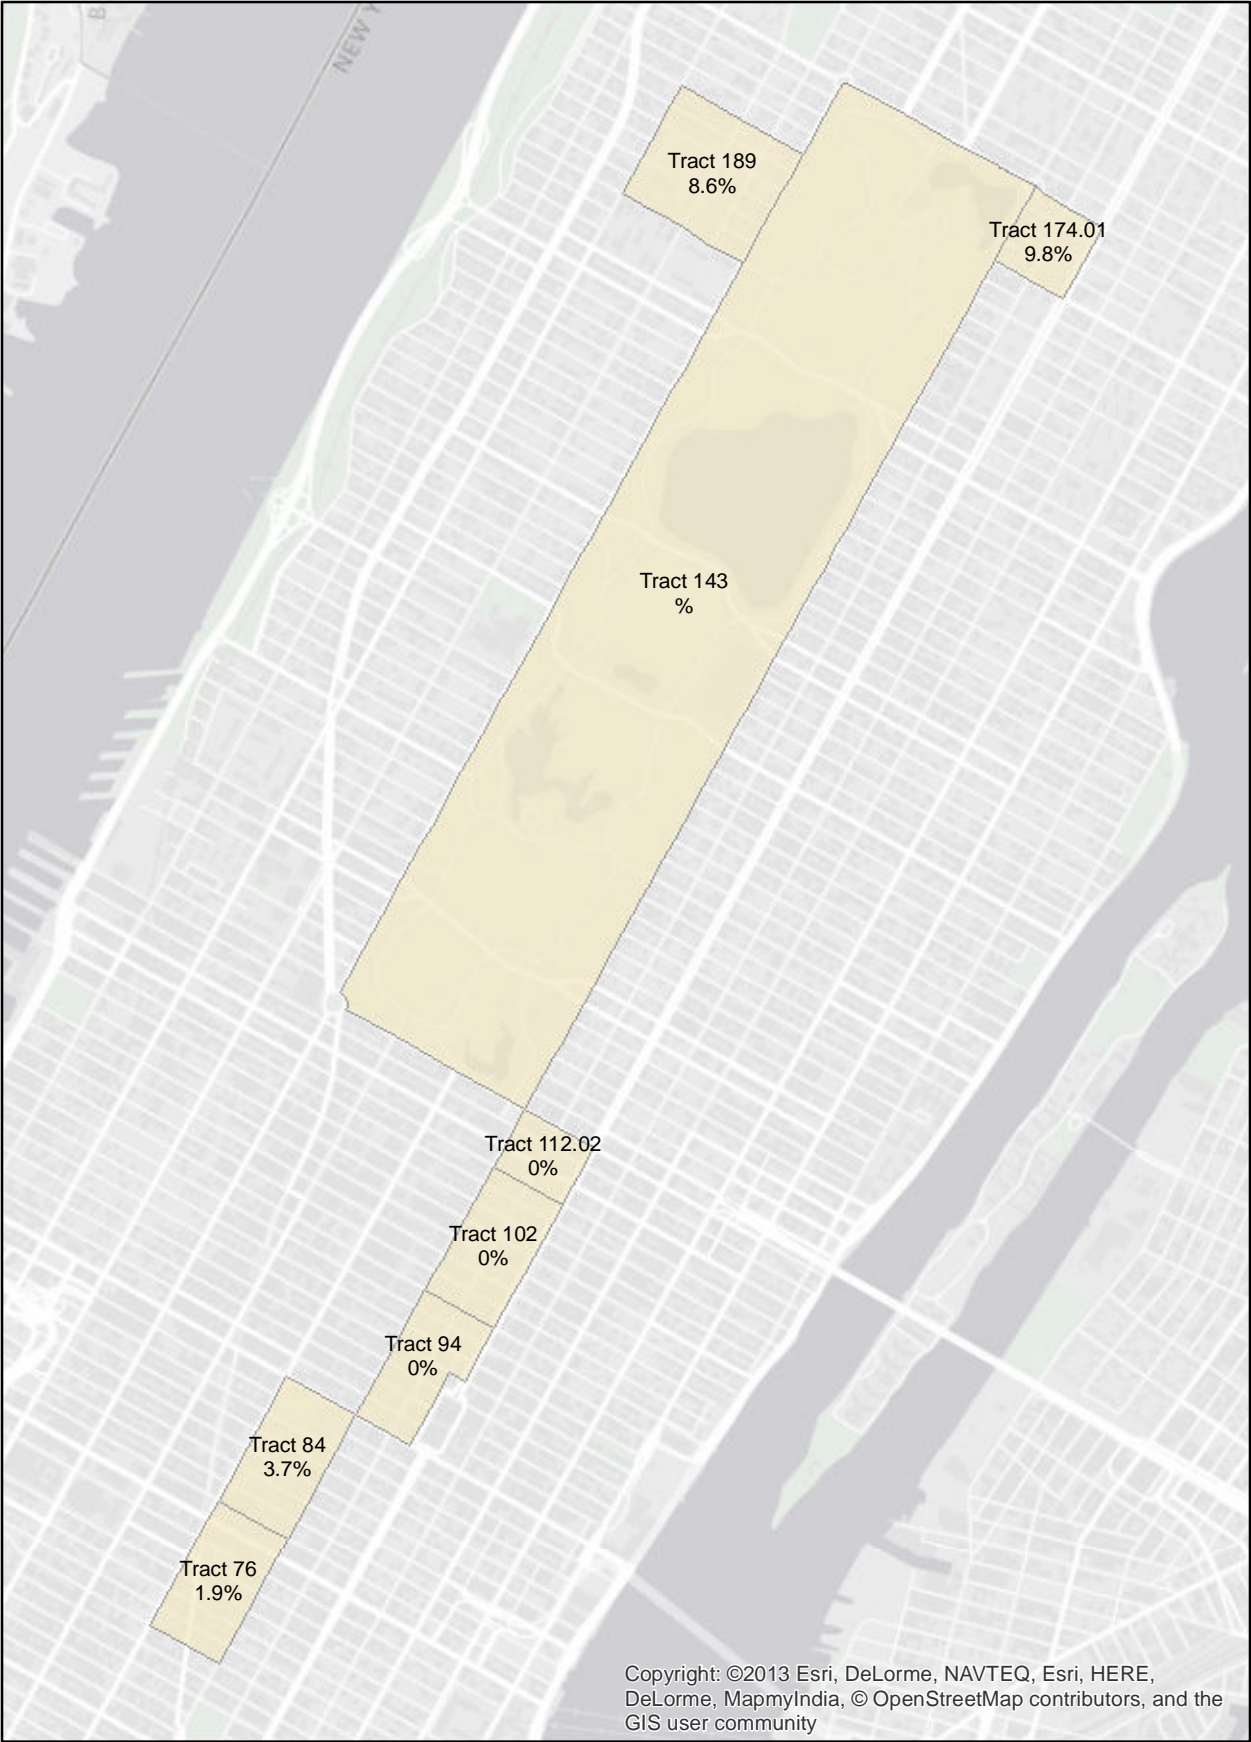 B
NEW Y
Tract 189
8.6%
Tract 174.01
9.8%
Tract 143
%
Tract 112.02
0%
Tract 102
0%
Tract 94
0%
Tract 84
3.7%
Tract 76
1.9%
Copyright: ©2013 Esri, DeLorme, NAVTEQ, Esri, HERE,
DeLorme, MapmyIndia, © OpenStreetMap contributors, and the
GIS user community